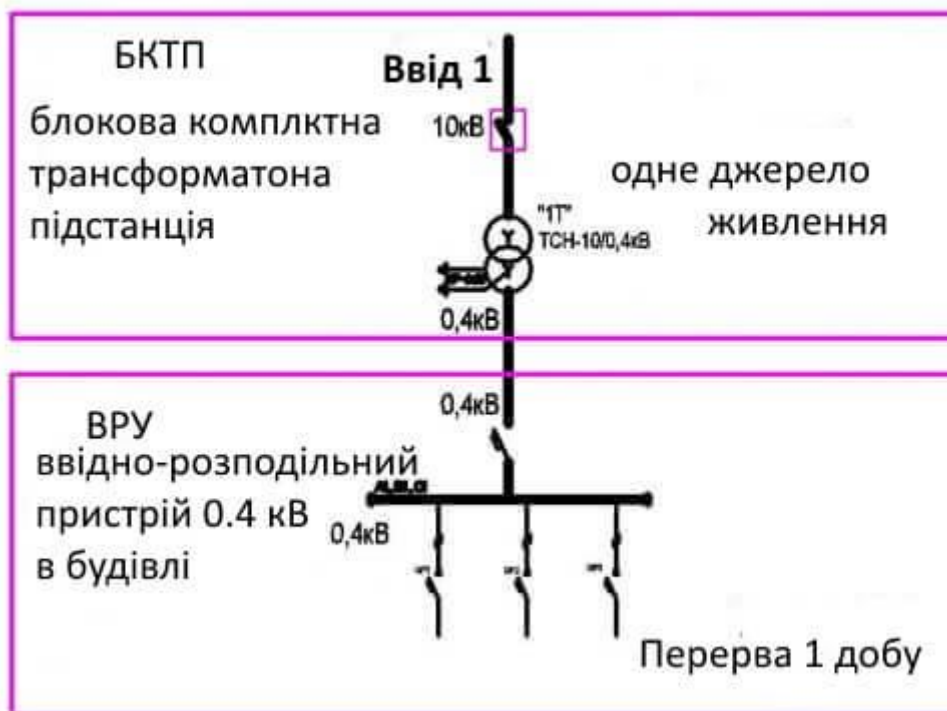 БКТП
Ввід 1
блокова комплктна
трансформатона
підстанція
10кВ
одне джерело
живлення
"1Т"
ТСН-10/0,4кВ
0,4кВ
0,4кВ
ВРУ
ввідно-розподільний
пристрій 0.4 кВ
в будівлі
0,4кВ
Перерва 1 добу